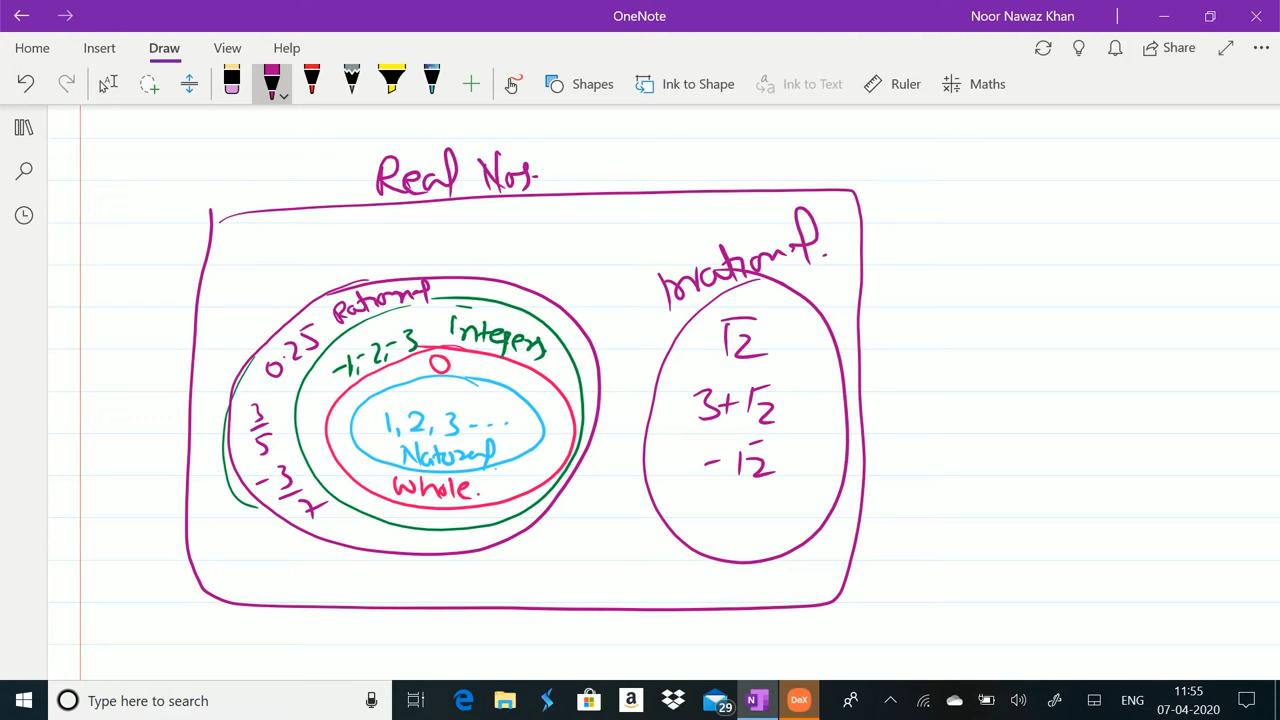 OneNote
Noor Nawaz Khan
Home Insert Draw View Help
Share
Shapes Ink to Shape Ink to Text Ruler Maths
Real Nos.
Irrational.
Rational
0.25
-1, -2, -3 Integers
0
√2
3/5
1, 2, 3 ...
3+√2
Natural
-√2
-3/7
Whole.
Type here to search
29
ENG
11:55
07-04-2020